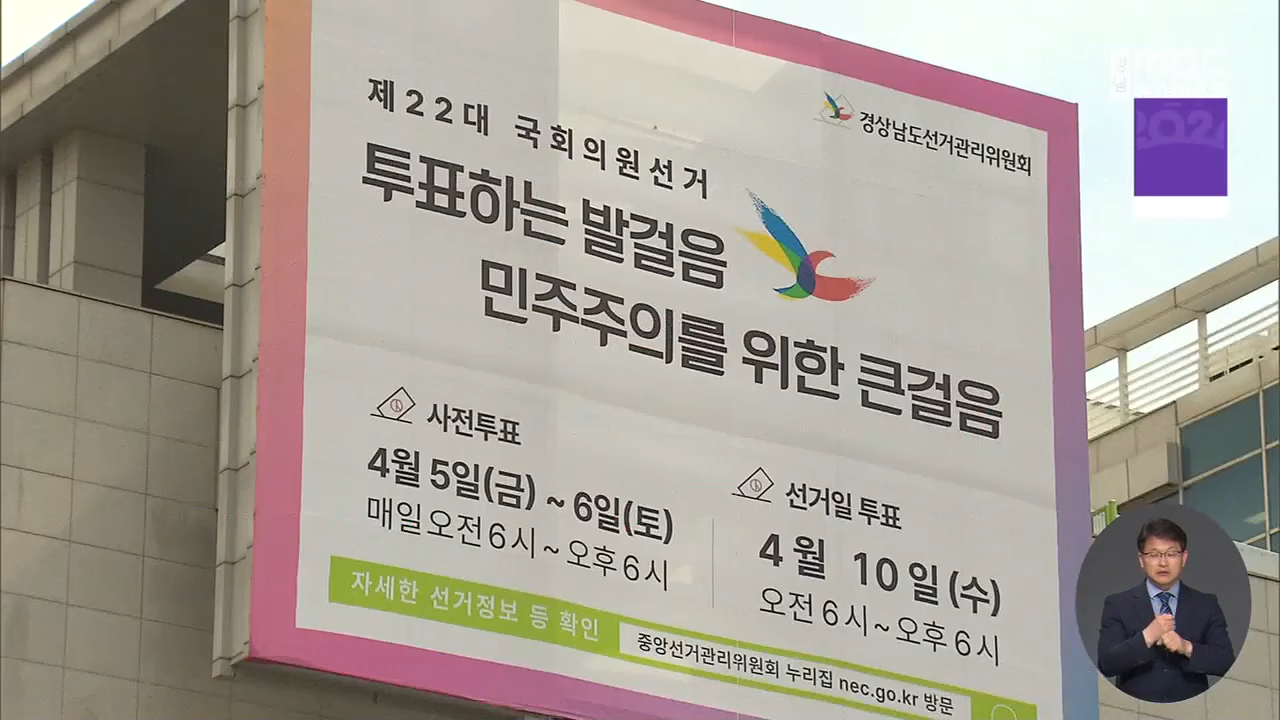 경상남도선거관리위원회
제22대 국회의원선거
투표하는 발걸음
민주주의를 위한 큰걸음
사전투표
4월 5일(금) ~ 6일(토)
매일 오전 6시 ~ 오후 6시
선거일 투표
4월 10일(수)
오전 6시 ~ 오후 6시
자세한 선거정보 등 확인
중앙선거관리위원회 누리집 nec.go.kr 방문
2024